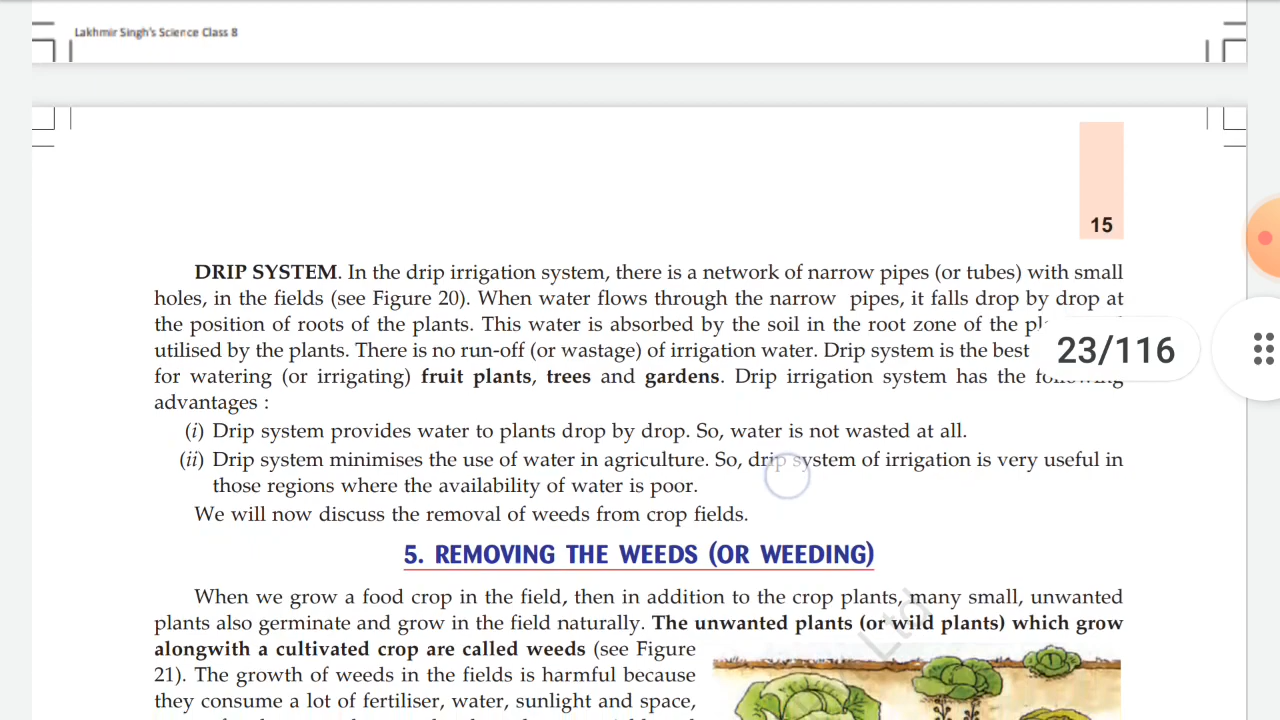 Lakhmir Singh's Science Class 8
15
DRIP SYSTEM. In the drip irrigation system, there is a network of narrow pipes (or tubes) with small
holes, in the fields (see Figure 20). When water flows through the narrow pipes, it falls drop by drop at
the position of roots of the plants. This water is absorbed by the soil in the root zone of the
utilised by the plants. There is no run-off (or wastage) of irrigation water. Drip system is the best
23/116
for watering (or irrigating) fruit plants, trees and gardens. Drip irrigation system has the following
advantages :
(i) Drip system provides water to plants drop by drop. So, water is not wasted at all.
(ii) Drip system minimises the use of water in agriculture. So, drip system of irrigation is very useful in
those regions where the availability of water is poor.
We will now discuss the removal of weeds from crop fields.
5. REMOVING THE WEEDS (OR WEEDING)
When we grow a food crop in the field, then in addition to the crop plants, many small, unwanted
plants also germinate and grow in the field naturally. The unwanted plants (or wild plants) which grow
alongwith a cultivated crop are called weeds (see Figure
21). The growth of weeds in the fields is harmful because
they consume a lot of fertiliser, water, sunlight and space,
Ltd